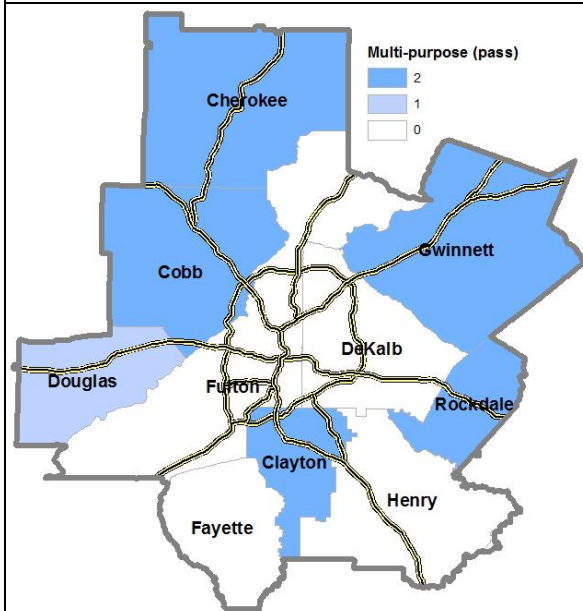 Multi-purpose (pass)
2
1
0
Cherokee
Cobb
Gwinnett
Douglas
Fulton
DeKalb
Rockdale
Clayton
Henry
Fayette